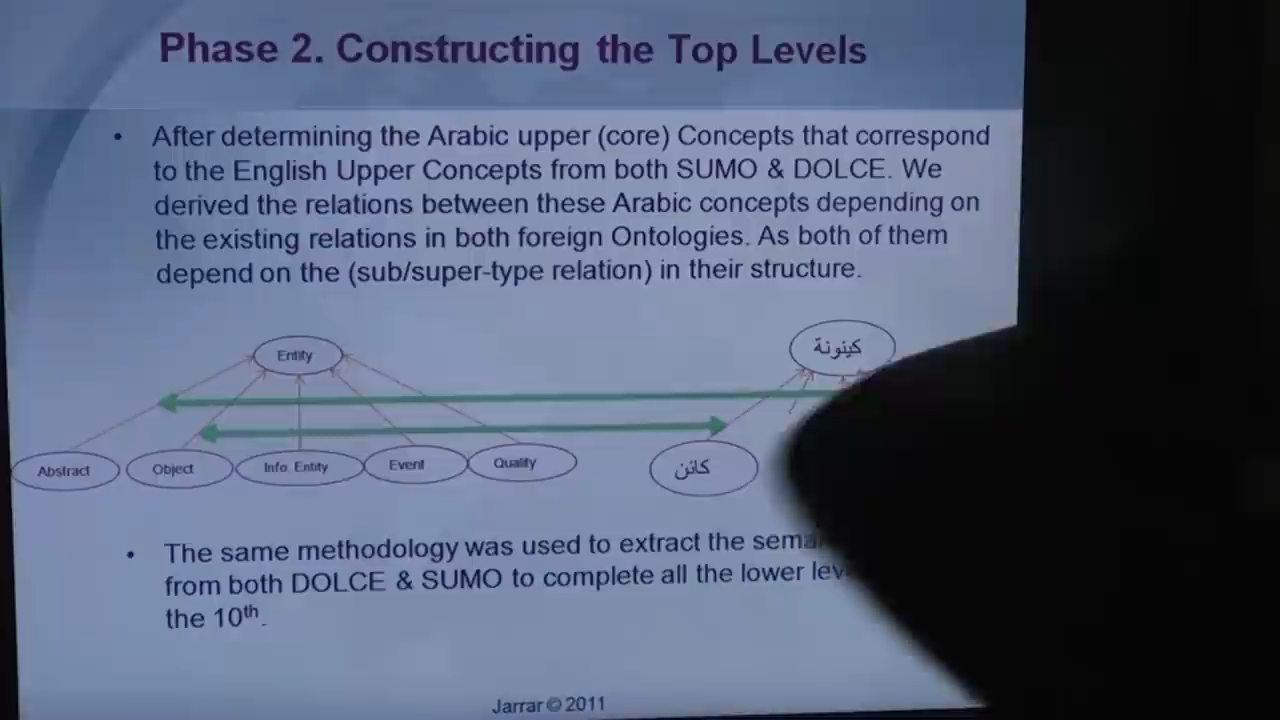 Phase 2. Constructing the Top Levels
• After determining the Arabic upper (core) Concepts that correspond
to the English Upper Concepts from both SUMO & DOLCE. We
derived the relations between these Arabic concepts depending on
the existing relations in both foreign Ontologies. As both of them
depend on the (sub/super-type relation) in their structure.
Entity
كينونة
Abstract
Object
Info. Entity
Event
Quality
كائن
• The same methodology was used to extract the
from both DOLCE & SUMO to complete all the lower
the 10th.
Jarrar © 2011